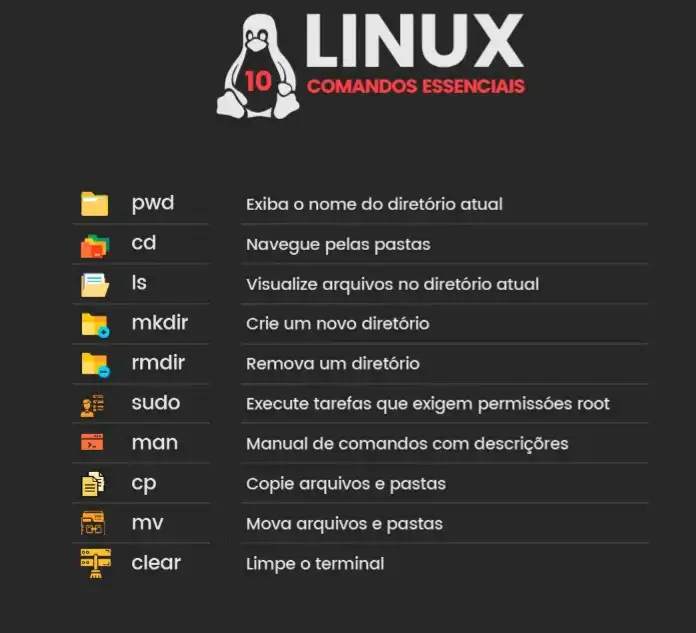 LINUX
10
COMANDOS ESSENCIAIS
pwd Exiba o nome do diretório atual
cd Navegue pelas pastas
ls Visualize arquivos no diretório atual
mkdir Crie um novo diretório
rmdir Remova um diretório
sudo Execute tarefas que exigem permissóes root
man Manual de comandos com descriçõres
cp Copie arquivos e pastas
mv Mova arquivos e pastas
clear Limpe o terminal